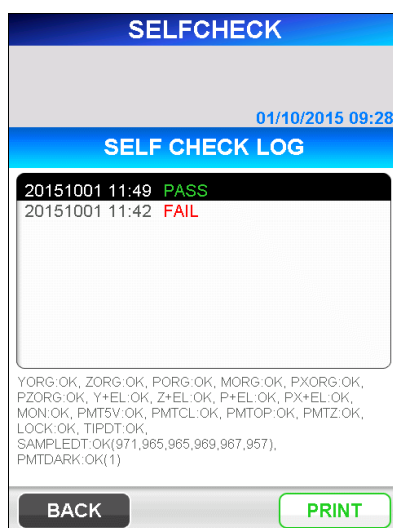 SELFCHECK
01/10/2015 09:28
SELF CHECK LOG
20151001 11:49 PASS
20151001 11:42 FAIL
YORG:OK, ZORG:OK, PORG:OK, MORG:OK, PXORG:OK,
PZORG:OK, Y+EL:OK, Z+EL:OK, P+EL:OK, PX+EL:OK,
MON:OK, PMT5V:OK, PMTCL:OK, PMTOP:OK, PMTZ:OK,
LOCK:OK, TIPDT:OK,
SAMPLEDT:OK(971,965,965,969,967,957),
PMTDARK:OK(1)
BACK
PRINT